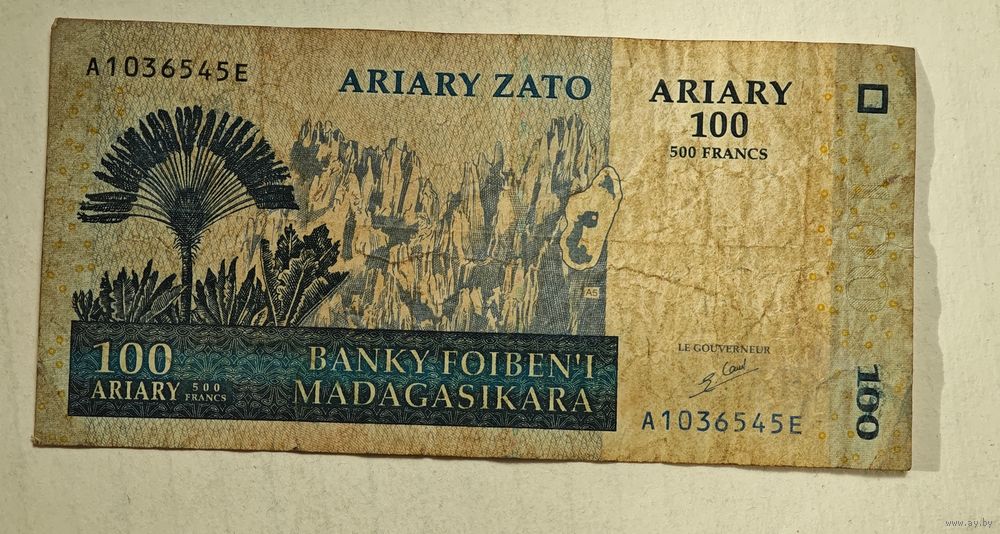 A1036545E
ARIARY ZATO
ARIARY
100
500 FRANCS
A5
LE GOUVERNEUR
100
ARIARY 500 FRANCS
BANKY FOIBEN'I
MADAGASIKARA
A1036545E
100
www.ay.by